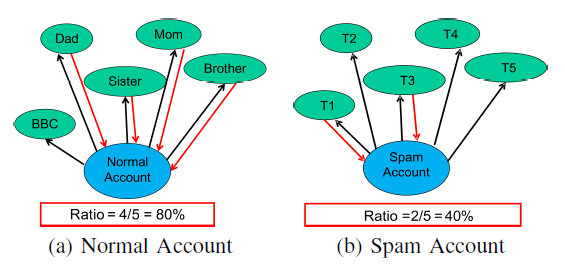 Dad
Mom
Sister
Brother
BBC
Normal
Account
Ratio = 4/5 = 80%
(a) Normal Account
T2
T4
T3
T5
T1
Spam
Account
Ratio =2/5 = 40%
(b) Spam Account